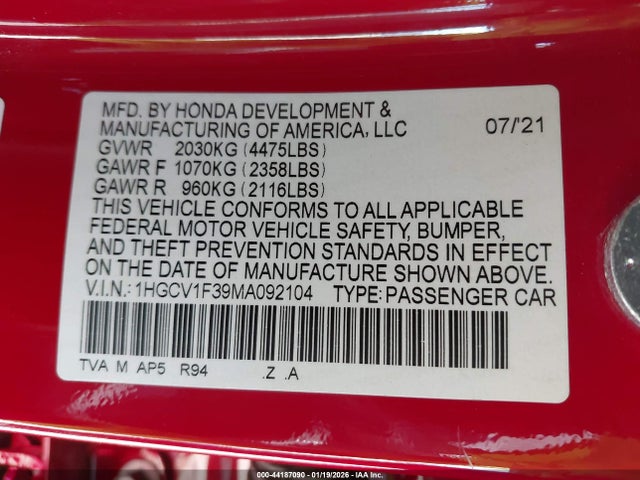 MFD. BY HONDA DEVELOPMENT &
MANUFACTURING OF AMERICA, LLC 07/'21
GVWR 2030KG (4475LBS)
GAWR F 1070KG (2358LBS)
GAWR R 960KG (2116LBS)
THIS VEHICLE CONFORMS TO ALL APPLICABLE
FEDERAL MOTOR VEHICLE SAFETY, BUMPER,
AND THEFT PREVENTION STANDARDS IN EFFECT
ON THE DATE OF MANUFACTURE SHOWN ABOVE.
V.I.N.: 1HGCV1F39MA092104 TYPE: PASSENGER CAR
TVA M AP5 R94 .Z .A
000-44187090 - 01/19/2026 - IAA Inc.